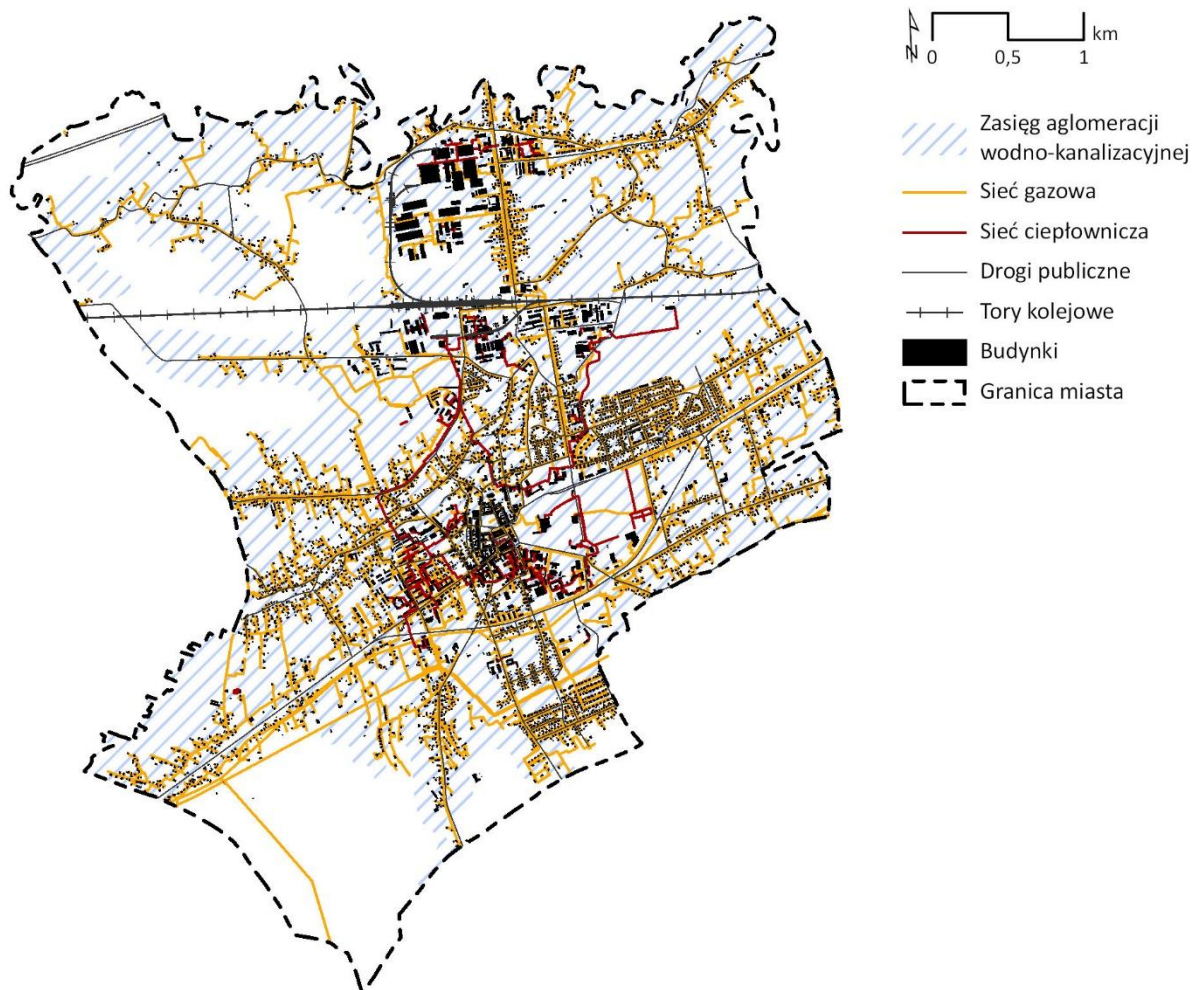 N
km
0 0,5 1
Zasięg aglomeracji
wodno-kanalizacyjnej
Sieć gazowa
Sieć ciepłownicza
Drogi publiczne
Tory kolejowe
Budynki
Granica miasta